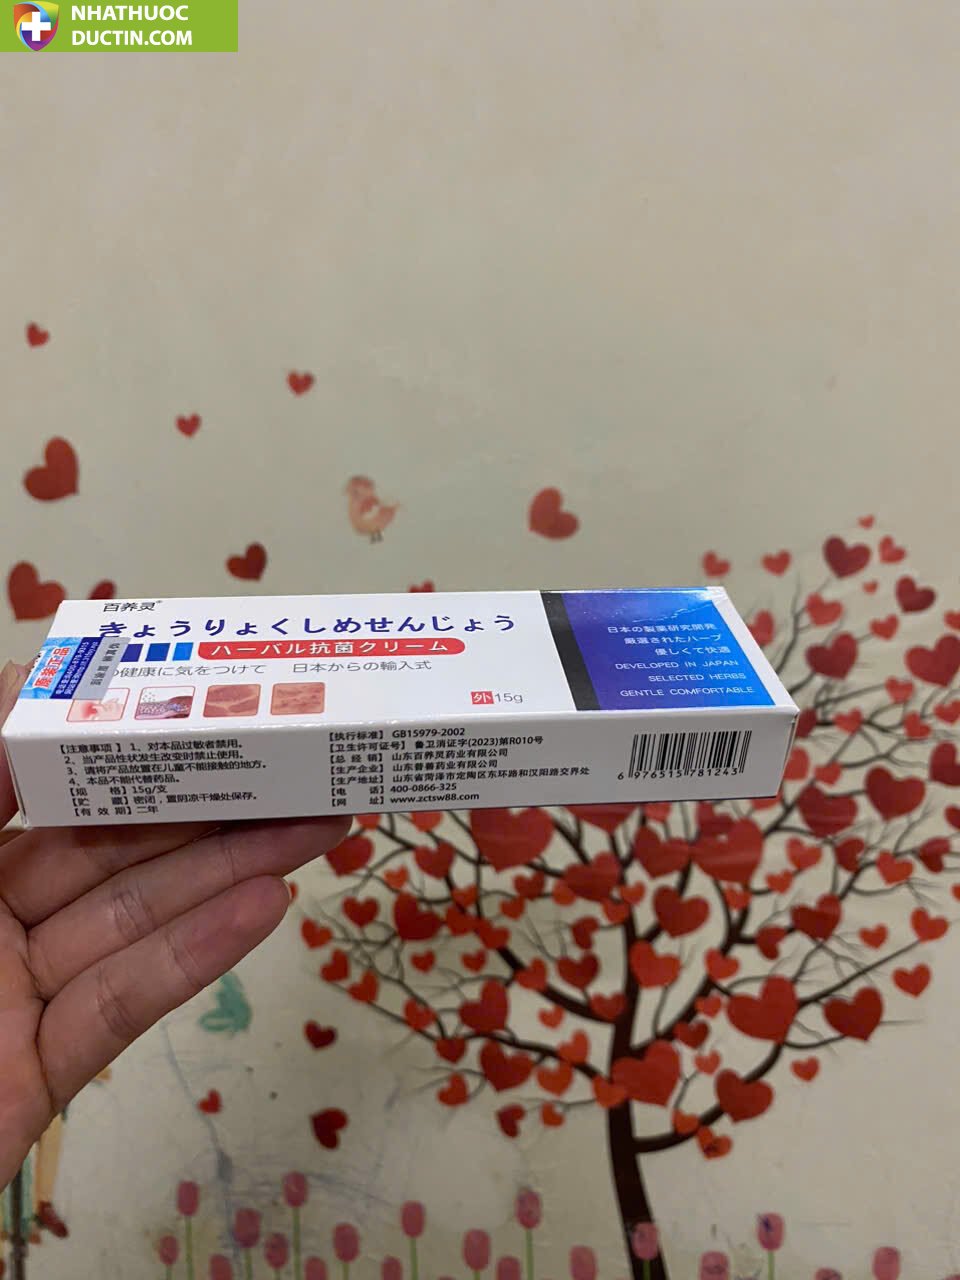 NHATHUOC
DUCTIN.COM
百养灵®
きょうりょくしめせんじょう
ハーバル抗菌クリーム
の健康に気をつけて 日本からの輸入式
外 15g
原装正品
日本の製薬研究開発
厳選されたハーブ
優しくて快適
DEVELOPED IN JAPAN
SELECTED HERBS
GENTLE COMFORTABLE
【注意事项】1、对本品过敏者禁用。
2、当产品性状发生改变时禁止使用。
3、请将产品放置在儿童不能接触的地方。
4、本品不能代替药品。
【规 格】15g/支
【贮 藏】密闭，置阴凉干燥处保存。
【有 效 期】二年
【执行标准】GB15979-2002
【卫生许可证号】鲁卫消证字(2023)第R010号
【总 经 销】山东百养灵药业有限公司
【生产企业】山东普善药业有限公司
【生产地址】山东省菏泽市定陶区东环路和汉阳路交界处
【电 话】400-0866-325
【网 址】www.zctsw88.com
6 976515 781243